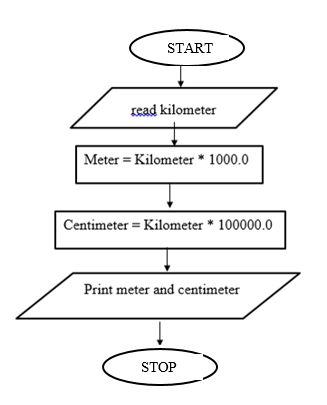 START
read kilometer
Meter = Kilometer * 1000.0
Centimeter = Kilometer * 100000.0
Print meter and centimeter
STOP